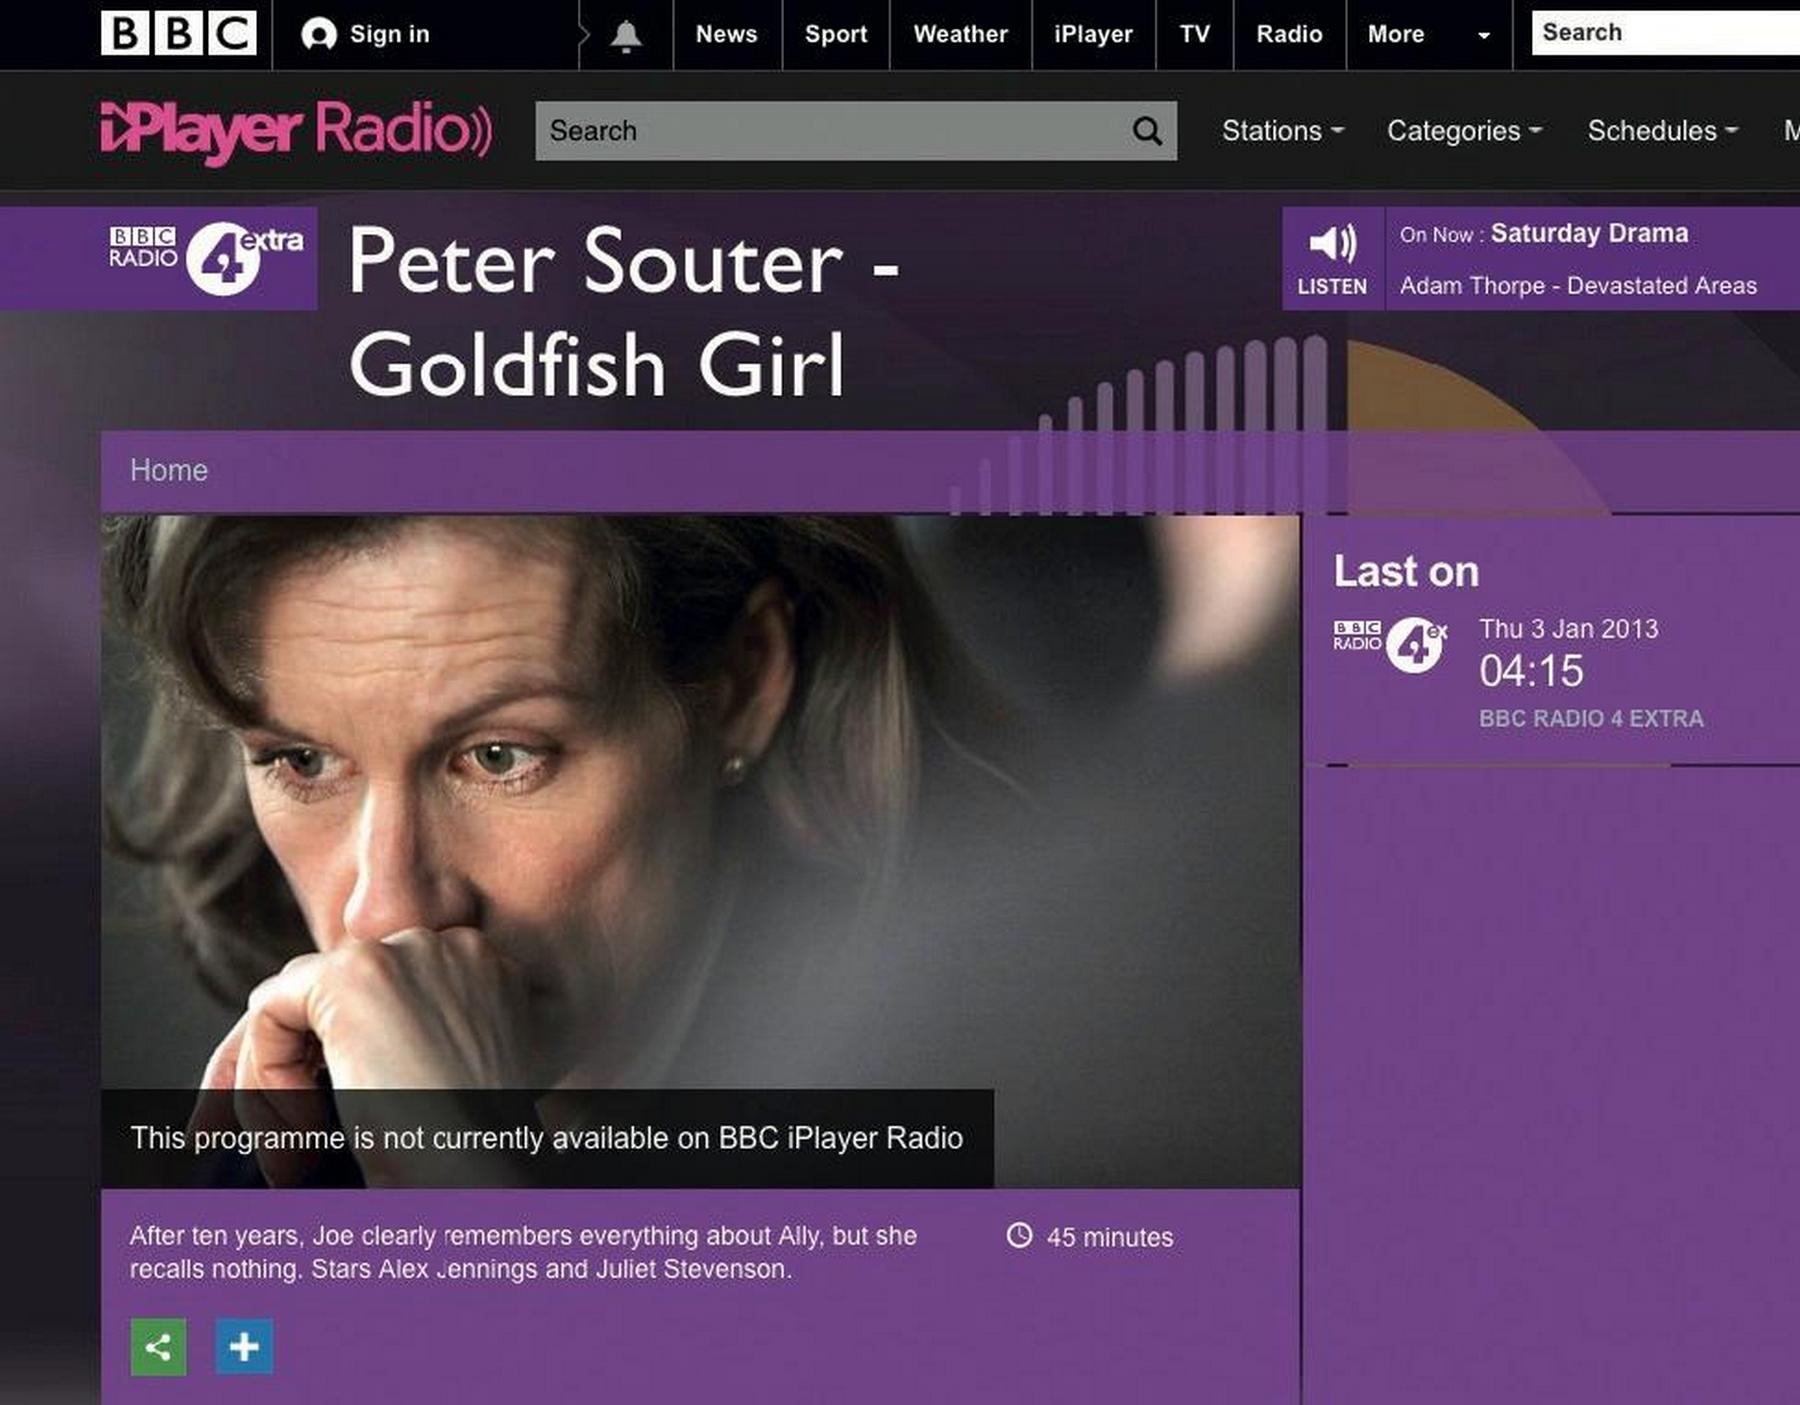 BBC Sign in News Sport Weather iPlayer TV Radio More Search
iPlayer Radio Search Stations Categories Schedules M
BBC RADIO 4 extra
Peter Souter -
Goldfish Girl
LISTEN
On Now : Saturday Drama
Adam Thorpe - Devastated Areas
Home
Last on
BBC RADIO 4 ex
Thu 3 Jan 2013
04:15
BBC RADIO 4 EXTRA
This programme is not currently available on BBC iPlayer Radio
After ten years, Joe clearly remembers everything about Ally, but she
recalls nothing. Stars Alex Jennings and Juliet Stevenson.
45 minutes